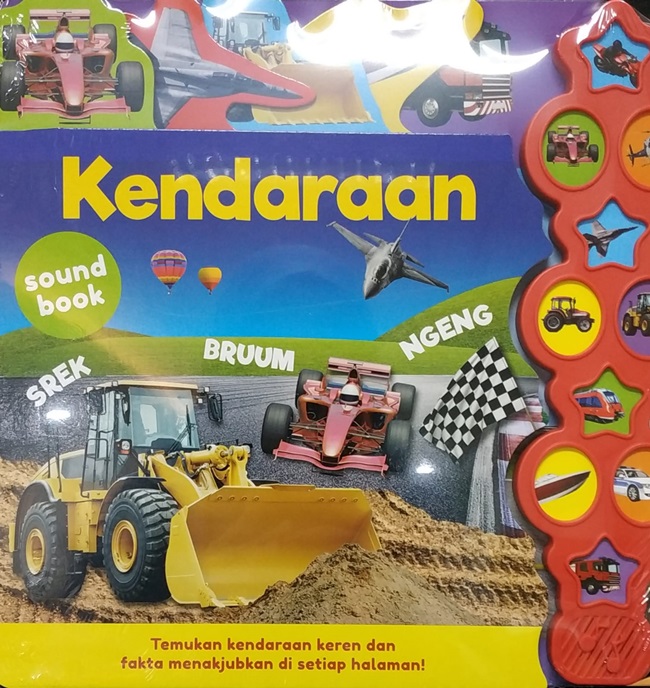 Kendaraan
sound
book
SREK
BRUUM
NGENG
Temukan kendaraan keren dan
fakta menakjubkan di setiap halaman!